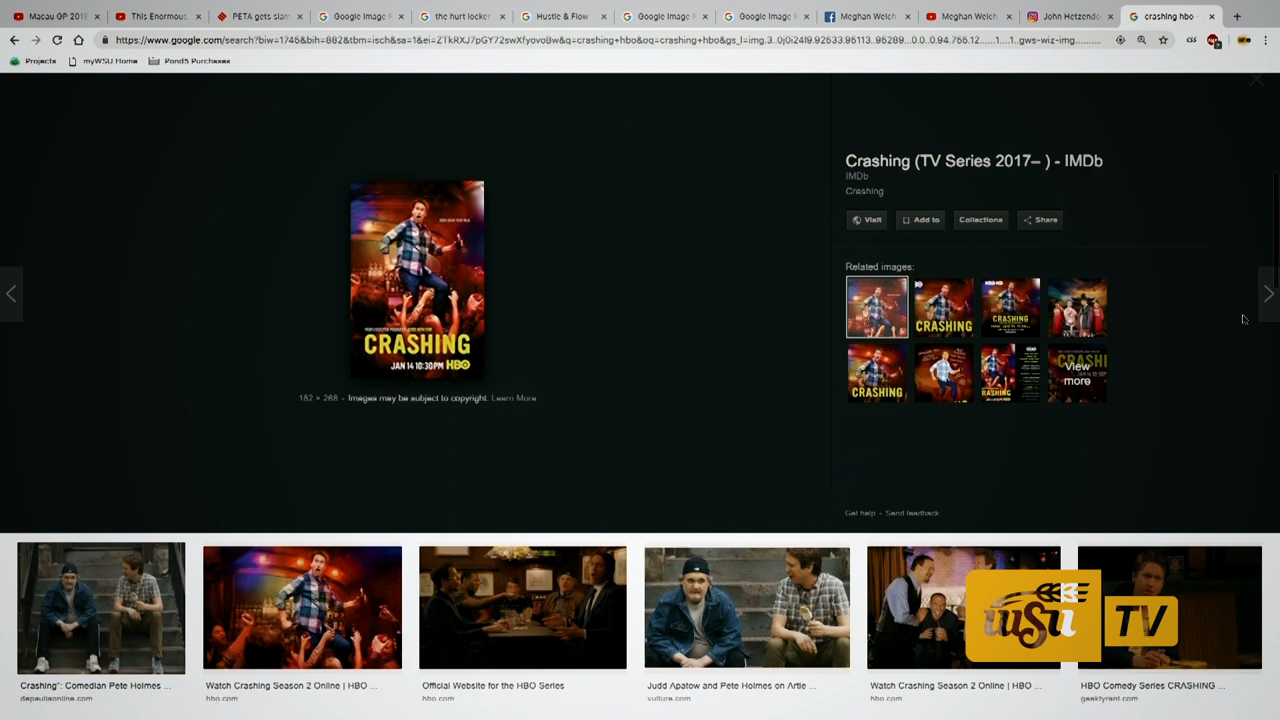 Macau GP 2018
This Enormous
PETA gets slam
Google Image R
the hurt locker
Hustle & Flow
Google Image R
Google Image R
Meghan Welch
Meghan Welch
John Hetzendo
crashing hbo
Projects
myWSU Home
Pond5 Purchases
Crashing (TV Series 2017– ) - IMDb
IMDb
Crashing
Visit
Add to
Collections
Share
Related images:
CRASHING
JAN 14 10:30PM HBO
182 × 268 - Images may be subject to copyright. Learn More
CRASHING
CRASHING
CRASHING
View
more
Get help - Send feedback
Crashing": Comedian Pete Holmes ...
depauliaonline.com
Watch Crashing Season 2 Online | HBO ...
hbo.com
Official Website for the HBO Series
hbo.com
Judd Apatow and Pete Holmes on Artie ...
vulture.com
Watch Crashing Season 2 Online | HBO ...
hbo.com
HBO Comedy Series CRASHING ...
geektyrant.com
WSU
TV